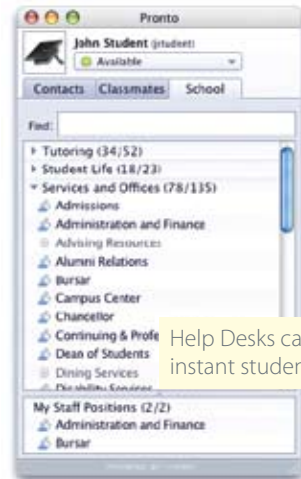 Pronto
John Student (jstudent)
Available
Contacts Classmates School
Find:
Tutoring (34/52)
Student Life (18/23)
Services and Offices (78/135)
Admissions
Administration and Finance
Advising Resources
Alumni Relations
Bursar
Campus Center
Chancellor
Continuing & Profe
Dean of Students
Dining Services
Disability Services
Help Desks ca
instant studen
My Staff Positions (2/2)
Administration and Finance
Bursar